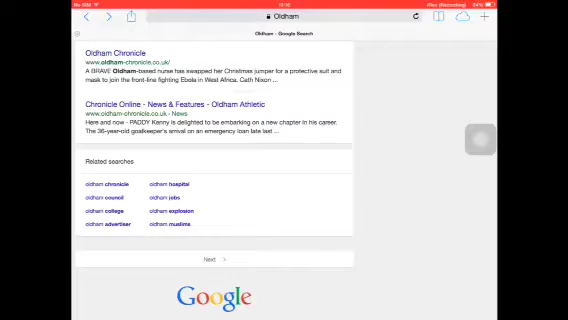 No SIM
12:16
iRec (Recording)
64%
Oldham
Oldham - Google Search
Oldham Chronicle
www.oldham-chronicle.co.uk/
A BRAVE Oldham-based nurse has swapped her Christmas jumper for a protective suit and
mask to join the front-line fighting Ebola in West Africa. Cath Nixon ...
Chronicle Online - News & Features - Oldham Athletic
www.oldham-chronicle.co.uk › News
Here and now - PADDY Kenny is delighted to be embarking on a new chapter in his career.
The 36-year-old goalkeeper's arrival on an emergency loan late last ...
Related searches
oldham chronicle oldham hospital
oldham council oldham jobs
oldham college oldham explosion
oldham advertiser oldham muslims
Next
Google